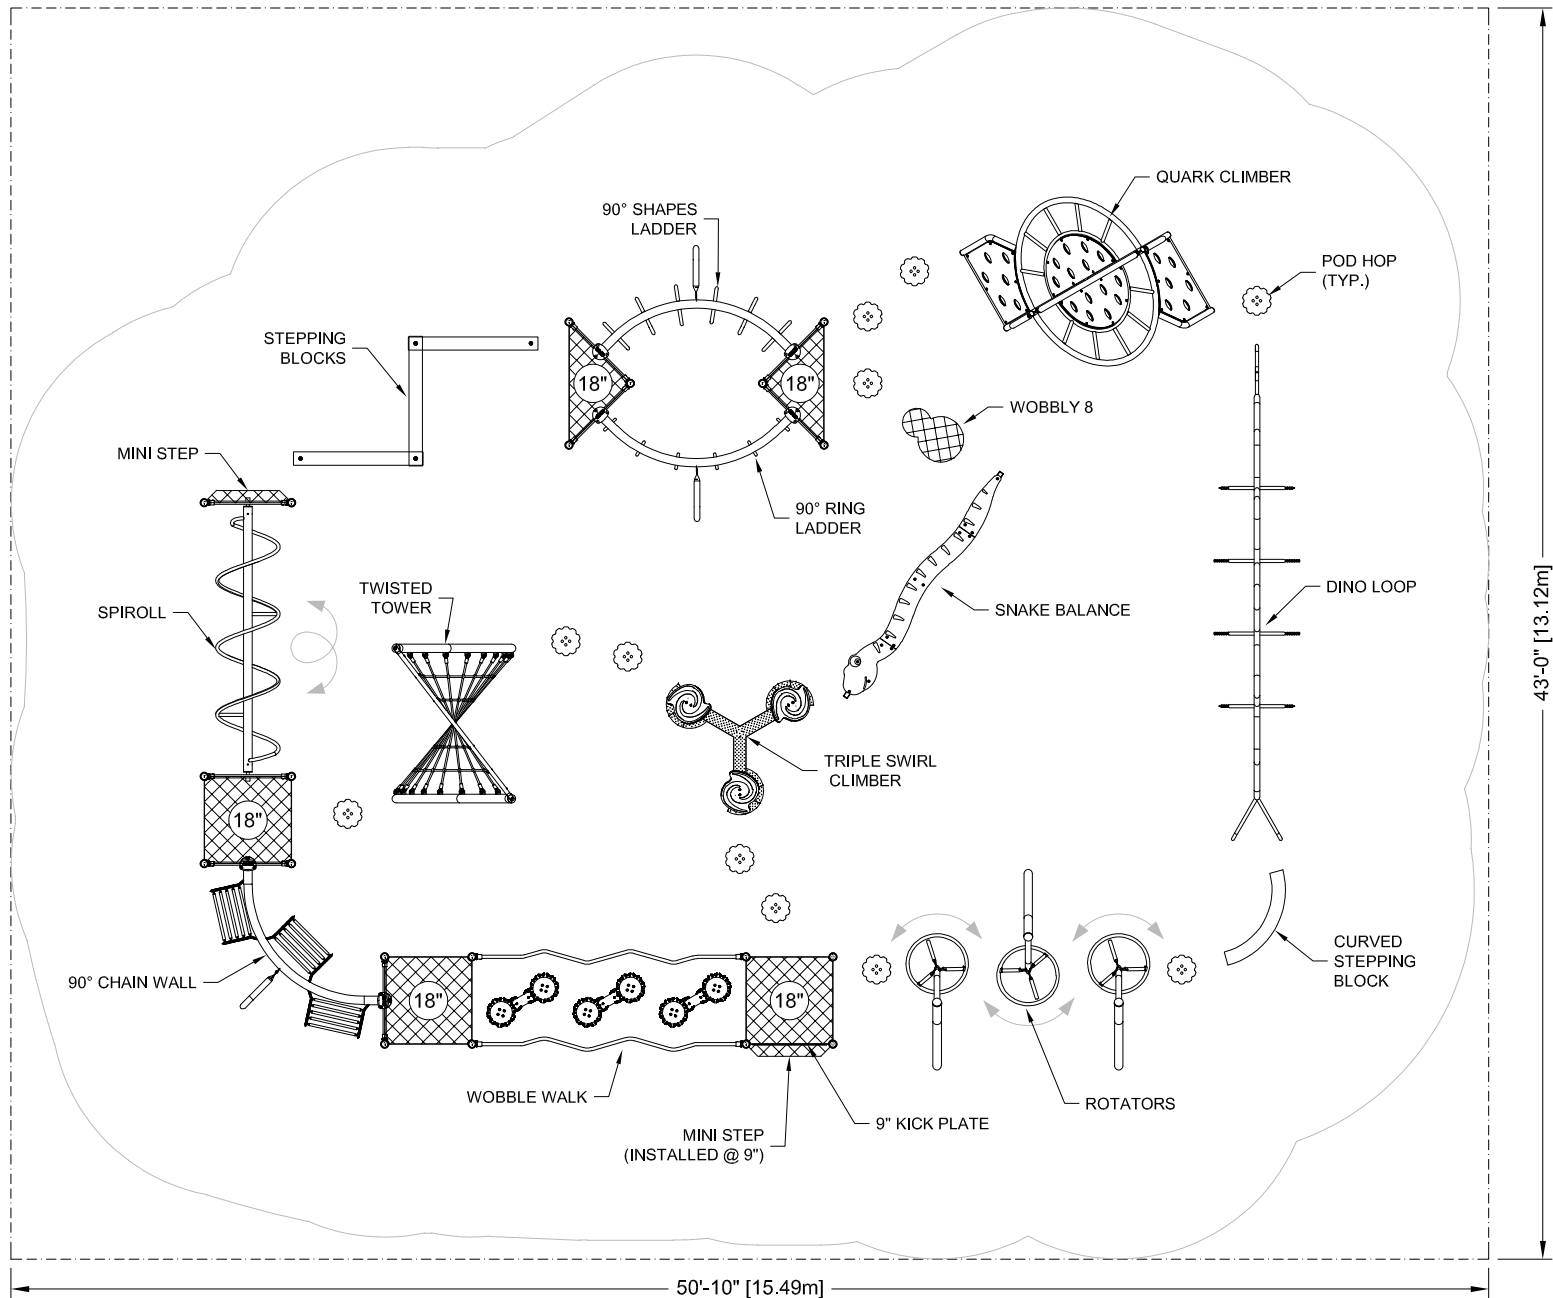 QUARK CLIMBER
90° SHAPES
LADDER
POD HOP
(TYP.)
STEPPING
BLOCKS
18"
18"
WOBBLY 8
MINI STEP
90° RING
LADDER
TWISTED
TOWER
DINO LOOP
SNAKE BALANCE
SPIROLL
43'-0" [13.12m]
TRIPLE SWIRL
CLIMBER
18"
CURVED
STEPPING
BLOCK
90° CHAIN WALL
18"
18"
WOBBLE WALK
ROTATORS
9" KICK PLATE
MINI STEP
(INSTALLED @ 9")
50'-10" [15.49m]